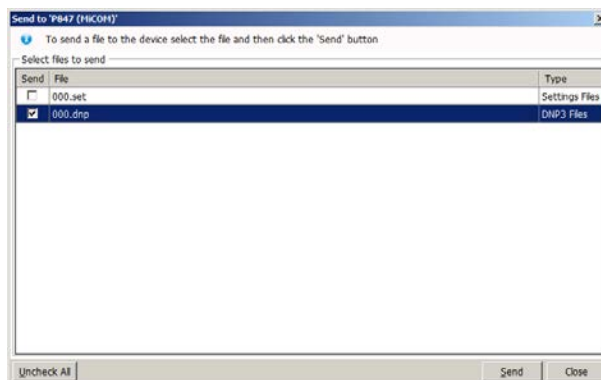 Send to 'P847 (MiCOM)'
To send a file to the device select the file and then click the 'Send' button
Select files to send
Send File Type
000.set Settings Files
000.dnp DNP3 Files
Uncheck All Send Close